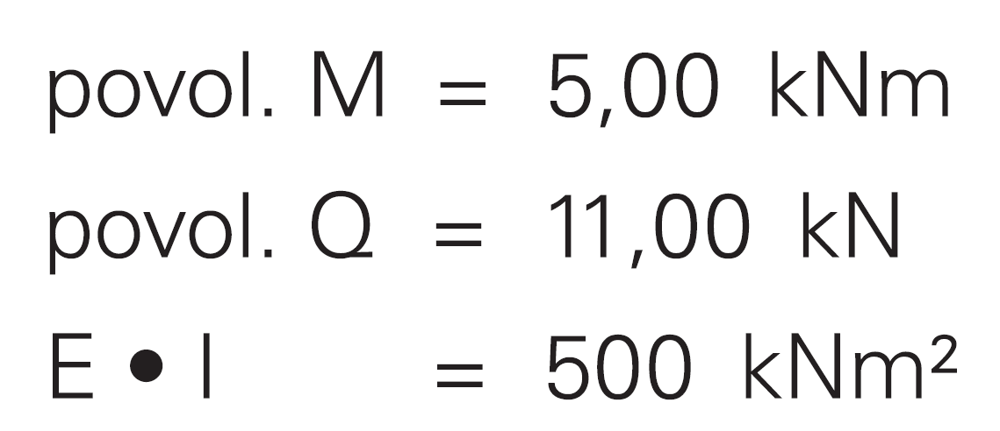 povol. M = 5,00 kNm
povol. Q = 11,00 kN
E • I = 500 kNm²